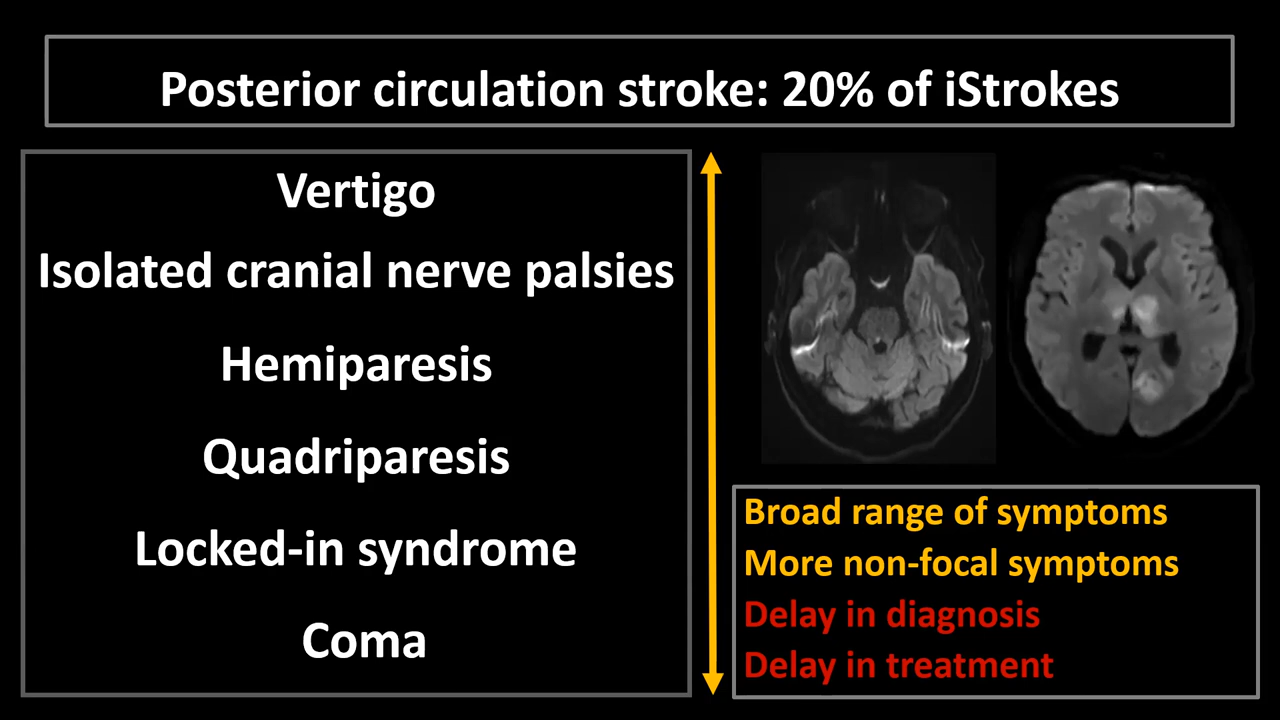 Posterior circulation stroke: 20% of iStrokes
Vertigo
Isolated cranial nerve palsies
Hemiparesis
Quadriparesis
Locked-in syndrome
Coma
Broad range of symptoms
More non-focal symptoms
Delay in diagnosis
Delay in treatment